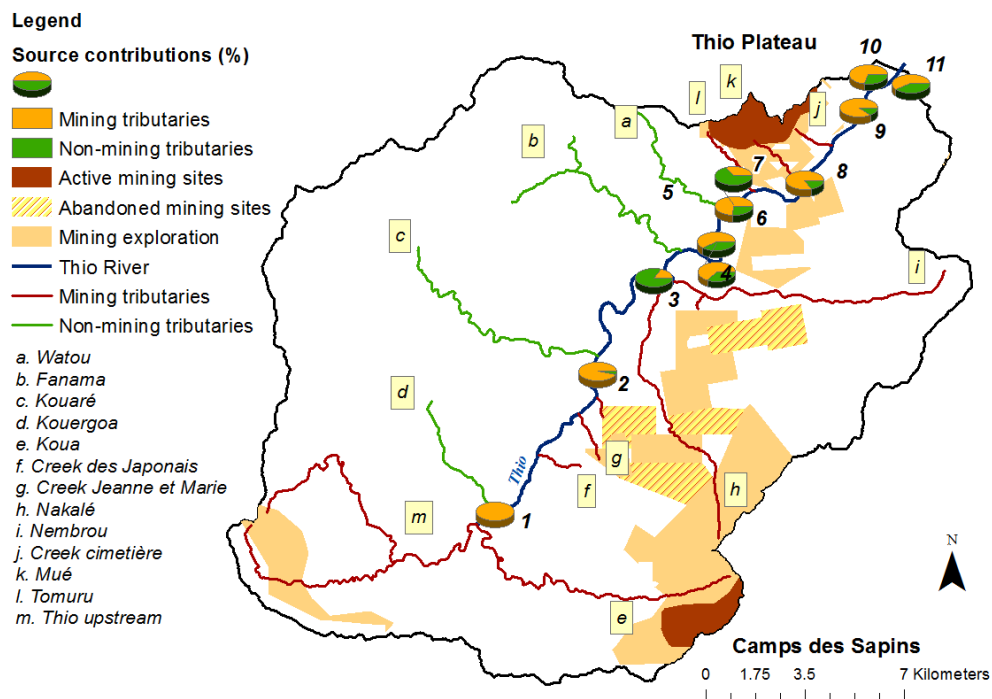 Legend
Source contributions (%)
Mining tributaries
Non-mining tributaries
Active mining sites
Abandoned mining sites
Mining exploration
Thio River
Mining tributaries
Non-mining tributaries
a. Watou
b. Fanama
c. Kouaré
d. Kouergoa
e. Koua
f. Creek des Japonais
g. Creek Jeanne et Marie
h. Nakalé
i. Nembrou
j. Creek cimetière
k. Mué
l. Tomuru
m. Thio upstream
Thio Plateau
10
11
k
l
j
a
b
9
7
8
5
6
c
i
4
3
2
d
Thio
g
f
h
m
1
e
N
Camps des Sapins
0 1.75 3.5 7 Kilometers